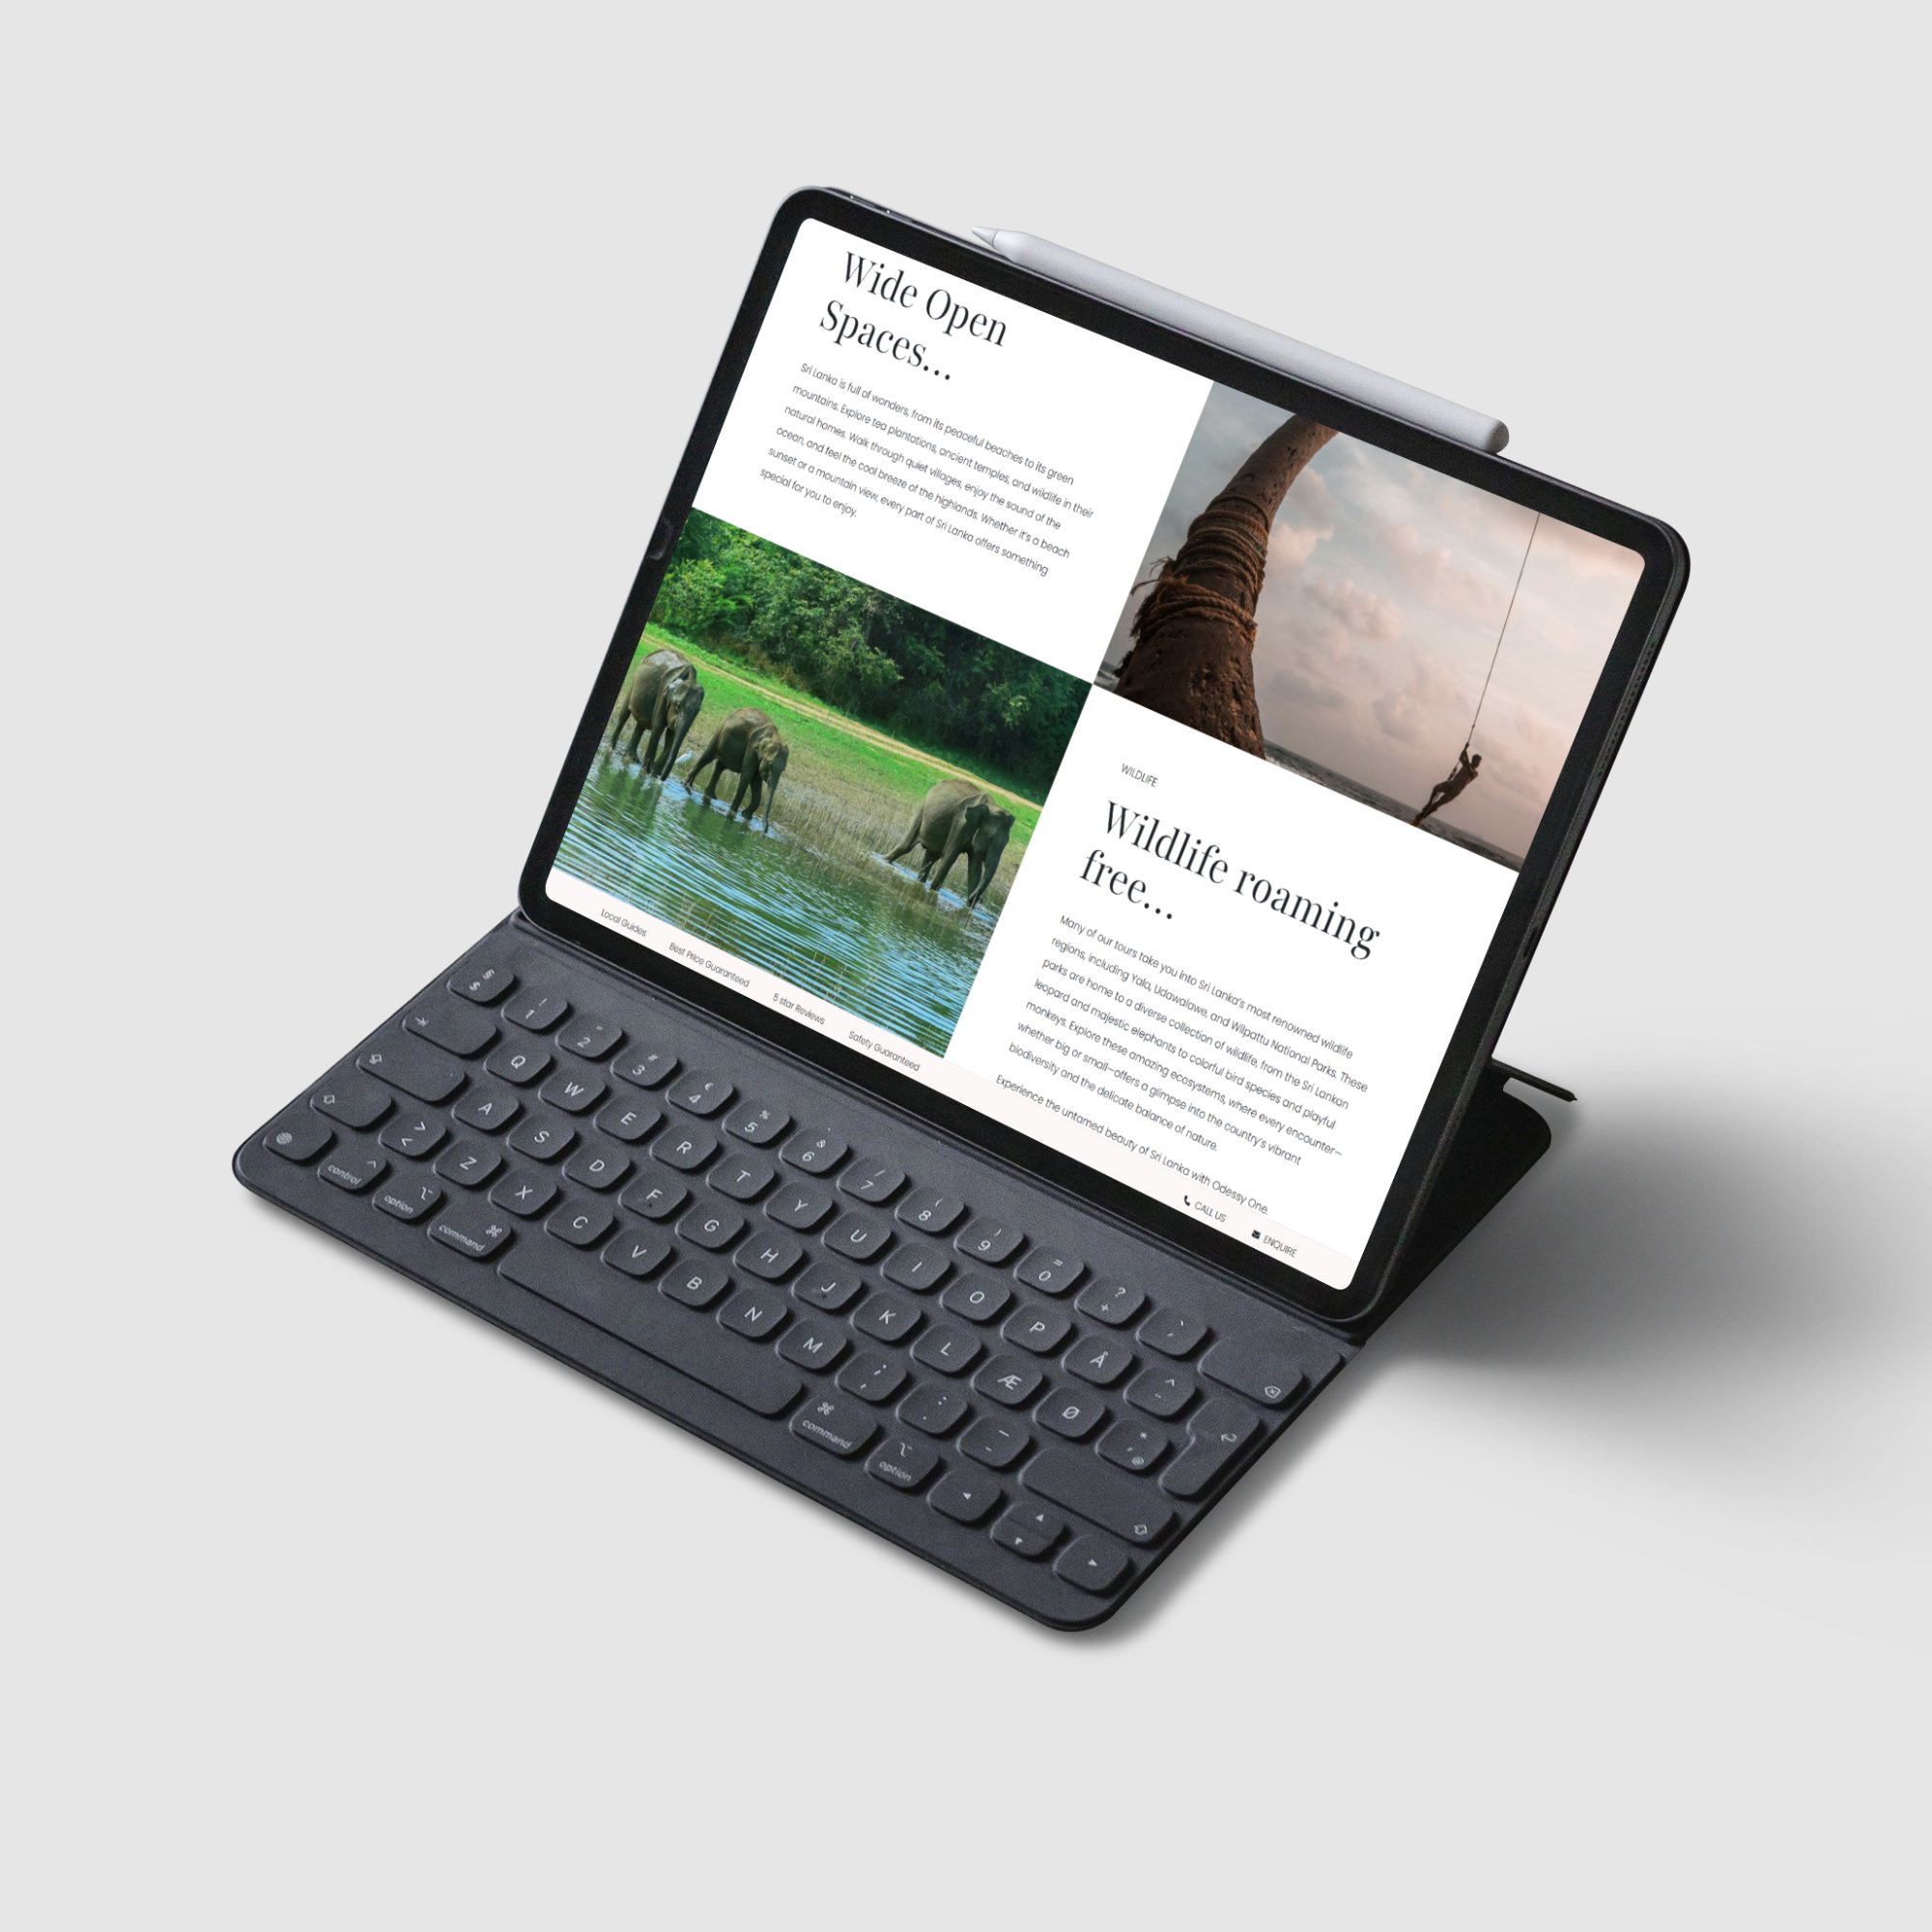 Wide Open
Spaces...
Sri Lanka is full of wonders, from its peaceful beaches to its green
mountains. Explore tea plantations, ancient temples, and wildlife in their
natural homes. Walk through quiet villages, enjoy the sound of the
ocean, and feel the cool breeze of the highlands. Whether it's a beach
sunset or a mountain view, every part of Sri Lanka offers something
special for you to enjoy.
WILDLIFE
Wildlife roaming
free...
Many of our tours take you into Sri Lanka's most renowned wildlife
regions, including Yala, Udawalawe, and Wilpattu National Parks. These
parks are home to a diverse collection of wildlife, from the Sri Lankan
leopard and majestic elephants to colorful bird species and playful
monkeys. Explore these amazing ecosystems, where every encounter—
whether big or small—offers a glimpse into the country's vibrant
biodiversity and the delicate balance of nature.
Experience the untamed beauty of Sri Lanka with Odessy One.
Local Guides Best Price Guaranteed 5 star Reviews Safety Guaranteed CALL US ENQUIRE
$ 1 2 3 4 5 6 7 8 9 0 +
Q W E R T Y U I O P Å
A S D F G H J K L Æ Ø
Z X C V B N M
control option command command option